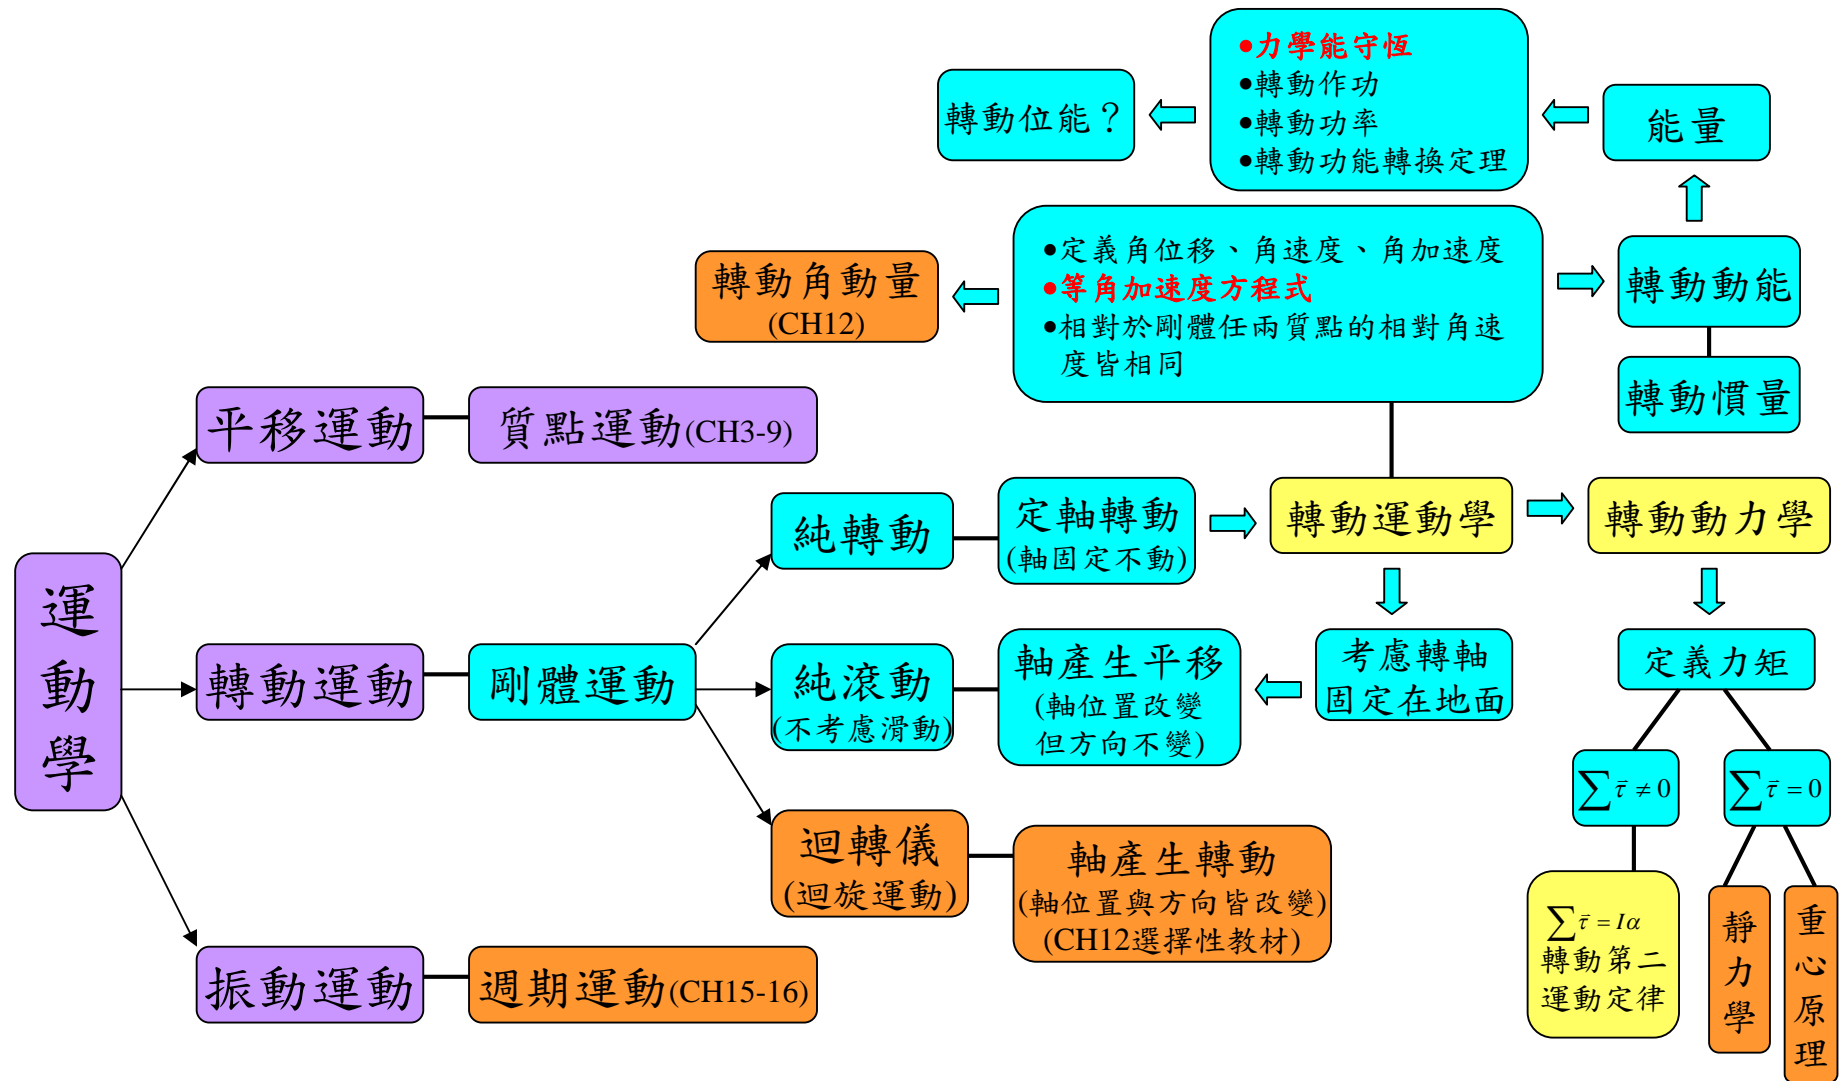 •力學能守恆
•轉動作功
•轉動功率
•轉動功能轉換定理
轉動位能？
能量
•定義角位移、角速度、角加速度
•等角加速度方程式
•相對於剛體任兩質點的相對角速
度皆相同
轉動角動量
(CH12)
轉動動能
轉動慣量
平移運動
質點運動(CH3-9)
純轉動
定軸轉動
(軸固定不動)
轉動運動學
轉動動力學
運
動
學
轉動運動
剛體運動
純滾動
(不考慮滑動)
軸產生平移
(軸位置改變
但方向不變)
考慮轉軸
固定在地面
定義力矩
∑τ⃗ ≠ 0
∑τ⃗ = 0
迴轉儀
(迴旋運動)
軸產生轉動
(軸位置與方向皆改變)
(CH12選擇性教材)
∑τ⃗ = Iα
轉動第二
運動定律
靜
力
學
重
心
原
理
振動運動
週期運動(CH15-16)